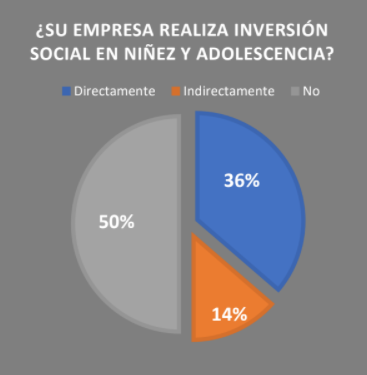 ¿SU EMPRESA REALIZA INVERSIÓN
SOCIAL EN NIÑEZ Y ADOLESCENCIA?
Directamente Indirectamente No
36%
50%
14%